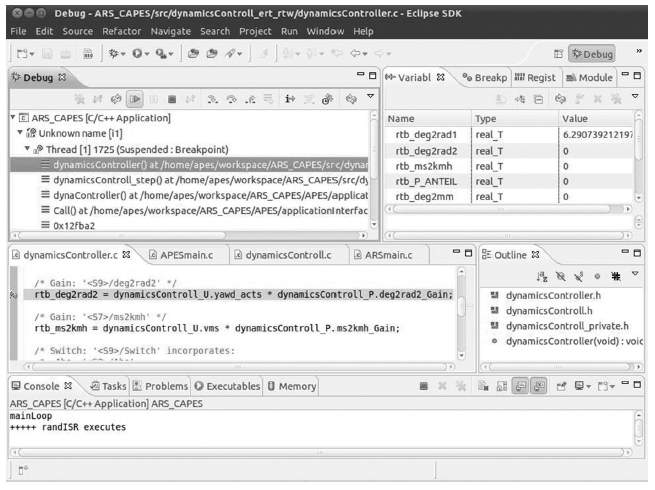 Debug - ARS_CAPES/src/dynamicsControll_ert_rtw/dynamicsController.c - Eclipse SDK
File Edit Source Refactor Navigate Search Project Run Window Help
Debug
Debug
ARS_CAPES [C/C++ Application]
Unknown name [i1]
Thread [1] 1725 (Suspended : Breakpoint)
dynamicsController() at /home/apes/workspace/ARS_CAPES/src/dynar
dynamicsControll_step() at /home/apes/workspace/ARS_CAPES/src/dy
dynaController() at /home/apes/workspace/ARS_CAPES/APES/applicat
Call() at /home/apes/workspace/ARS_CAPES/APES/applicationInterfac
0x12fba2
Variabl Breakp Regist Module
Name Type Value
rtb_deg2rad1 real_T 6.290739212197
rtb_deg2rad2 real_T 0
rtb_ms2kmh real_T 0
rtb_P_ANTEIL real_T 0
rtb_deg2mm real_T 0
dynamicsController.c APESmain.c dynamicsControll.c ARSmain.c
/* Gain: '<S9>/deg2rad2' */
rtb_deg2rad2 = dynamicsControll_U.yawd_acts * dynamicsControll_P.deg2rad2_Gain;
/* Gain: '<S7>/ms2kmh' */
rtb_ms2kmh = dynamicsControll_U.vms * dynamicsControll_P.ms2kmh_Gain;
/* Switch: '<S9>/Switch' incorporates:
Outline
dynamicsController.h
dynamicsControll.h
dynamicsControll_private.h
dynamicsController(void) : voic
Console Tasks Problems Executables Memory
ARS_CAPES [C/C++ Application] ARS_CAPES
mainLoop
+++++ randISR executes